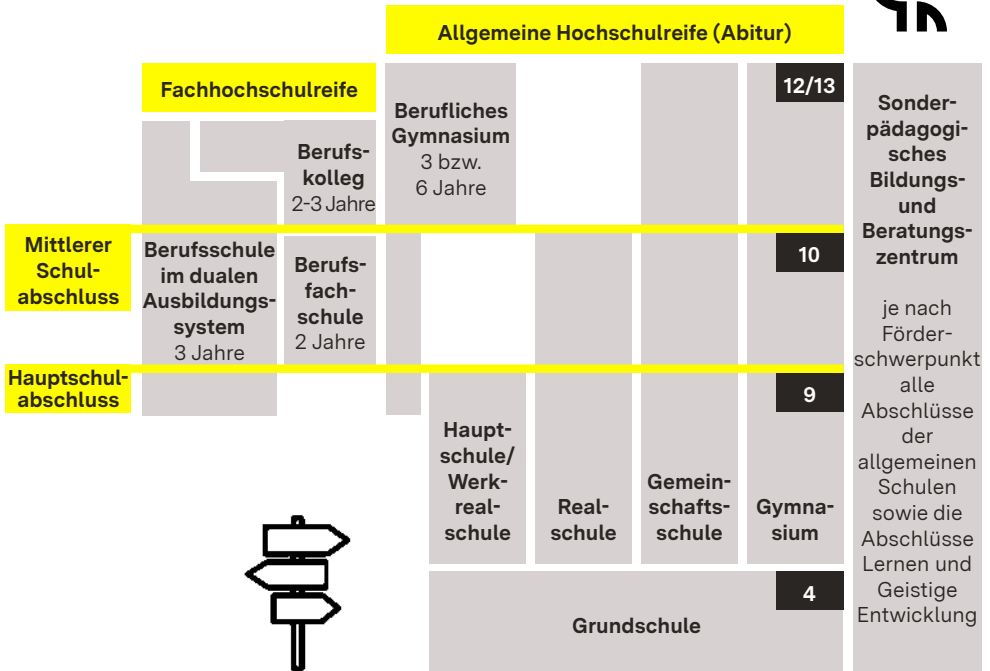 Allgemeine Hochschulreife (Abitur)
Fachhochschulreife
12/13
Berufliches
Gymnasium
3 bzw.
6 Jahre
Berufs-
kolleg
2-3 Jahre
Mittlerer
Schul-
abschluss
Berufsschule
im dualen
Ausbildungs-
system
3 Jahre
Berufs-
fach-
schule
2 Jahre
10
Hauptschul-
abschluss
9
Haupt-
schule/
Werk-
real-
schule
Real-
schule
Gemein-
schafts-
schule
Gymna-
sium
4
Grundschule
Sonder-
pädagogi-
sches
Bildungs-
und
Beratungs-
zentrum
je nach
Förder-
schwerpunkt
alle
Abschlüsse
der
allgemeinen
Schulen
sowie die
Abschlüsse
Lernen und
Geistige
Entwicklung